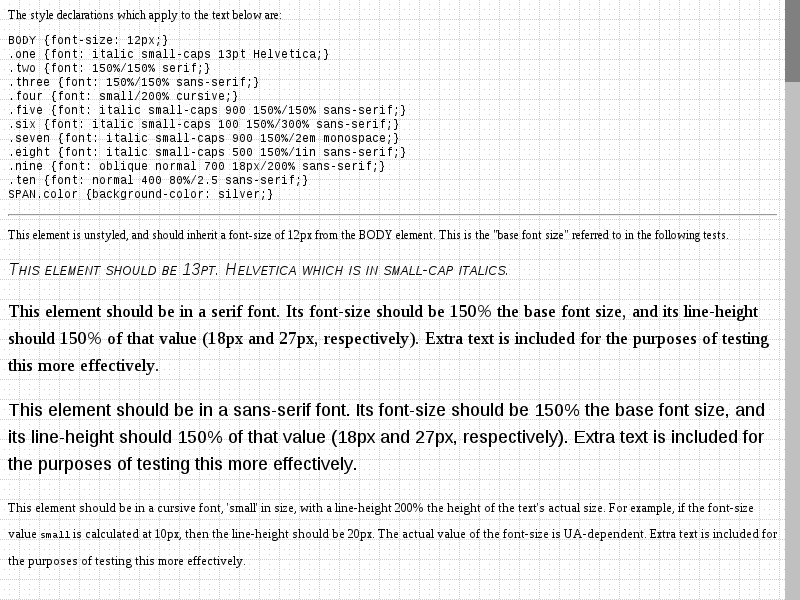 The style declarations which apply to the text below are:
BODY {font-size: 12px;}
.one {font: italic small-caps 13pt Helvetica;}
.two {font: 150%/150% serif;}
.three {font: 150%/150% sans-serif;}
.four {font: small/200% cursive;}
.five {font: italic small-caps 900 150%/150% sans-serif;}
.six {font: italic small-caps 100 150%/300% sans-serif;}
.seven {font: italic small-caps 900 150%/2em monospace;}
.eight {font: italic small-caps 500 150%/1in sans-serif;}
.nine {font: oblique normal 700 18px/200% sans-serif;}
.ten {font: normal 400 80%/2.5 sans-serif;}
SPAN.color {background-color: silver;}
This element is unstyled, and should inherit a font-size of 12px from the BODY element. This is the "base font size" referred to in the following tests.
This element should be 13pt. Helvetica which is in small-cap italics.
This element should be in a serif font. Its font-size should be 150% the base font size, and its line-height
should 150% of that value (18px and 27px, respectively). Extra text is included for the purposes of testing
this more effectively.
This element should be in a sans-serif font. Its font-size should be 150% the base font size, and
its line-height should 150% of that value (18px and 27px, respectively). Extra text is included for
the purposes of testing this more effectively.
This element should be in a cursive font, 'small' in size, with a line-height 200% the height of the text's actual size. For example, if the font-size
value small is calculated at 10px, then the line-height should be 20px. The actual value of the font-size is UA-dependent. Extra text is included for
the purposes of testing this more effectively.